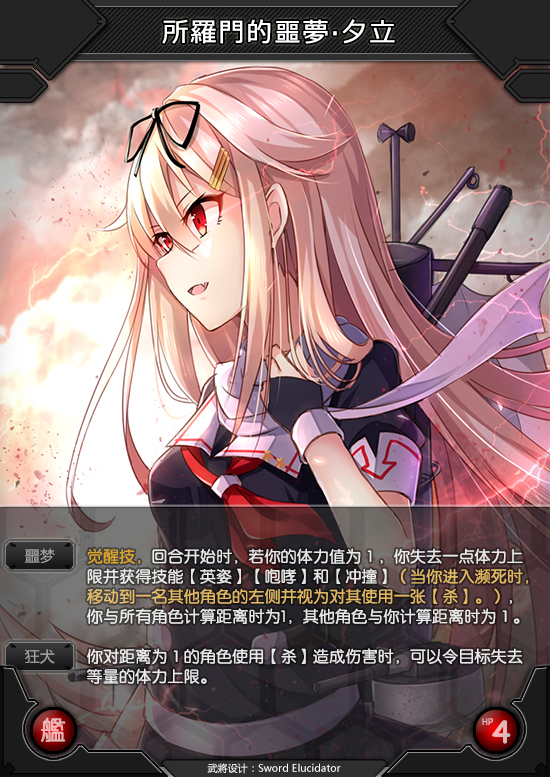 所羅門的噩夢·夕立
噩梦
觉醒技，回合开始时，若你的体力值为1，你失去一点体力上
限并获得技能【英姿】【咆哮】和【冲撞】（当你进入濒死时，
移动到一名其他角色的左侧并视为对其使用一张【杀】。），
你与所有角色计算距离时为1，其他角色与你计算距离时为1。
狂犬
你对距离为1的角色使用【杀】造成伤害时，可以令目标失去
等量的体力上限。
艦
HP 4
武將设计：Sword Elucidator